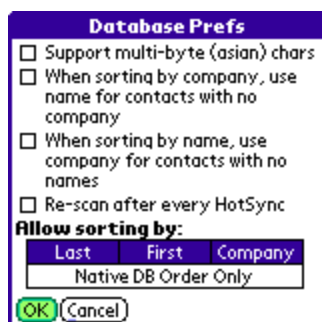 Database Prefs
Support multi-byte (asian) chars
When sorting by company, use
name for contacts with no
company
When sorting by name, use
company for contacts with no
names
Re-scan after every HotSync
Allow sorting by:
Last First Company
Native DB Order Only
OK Cancel